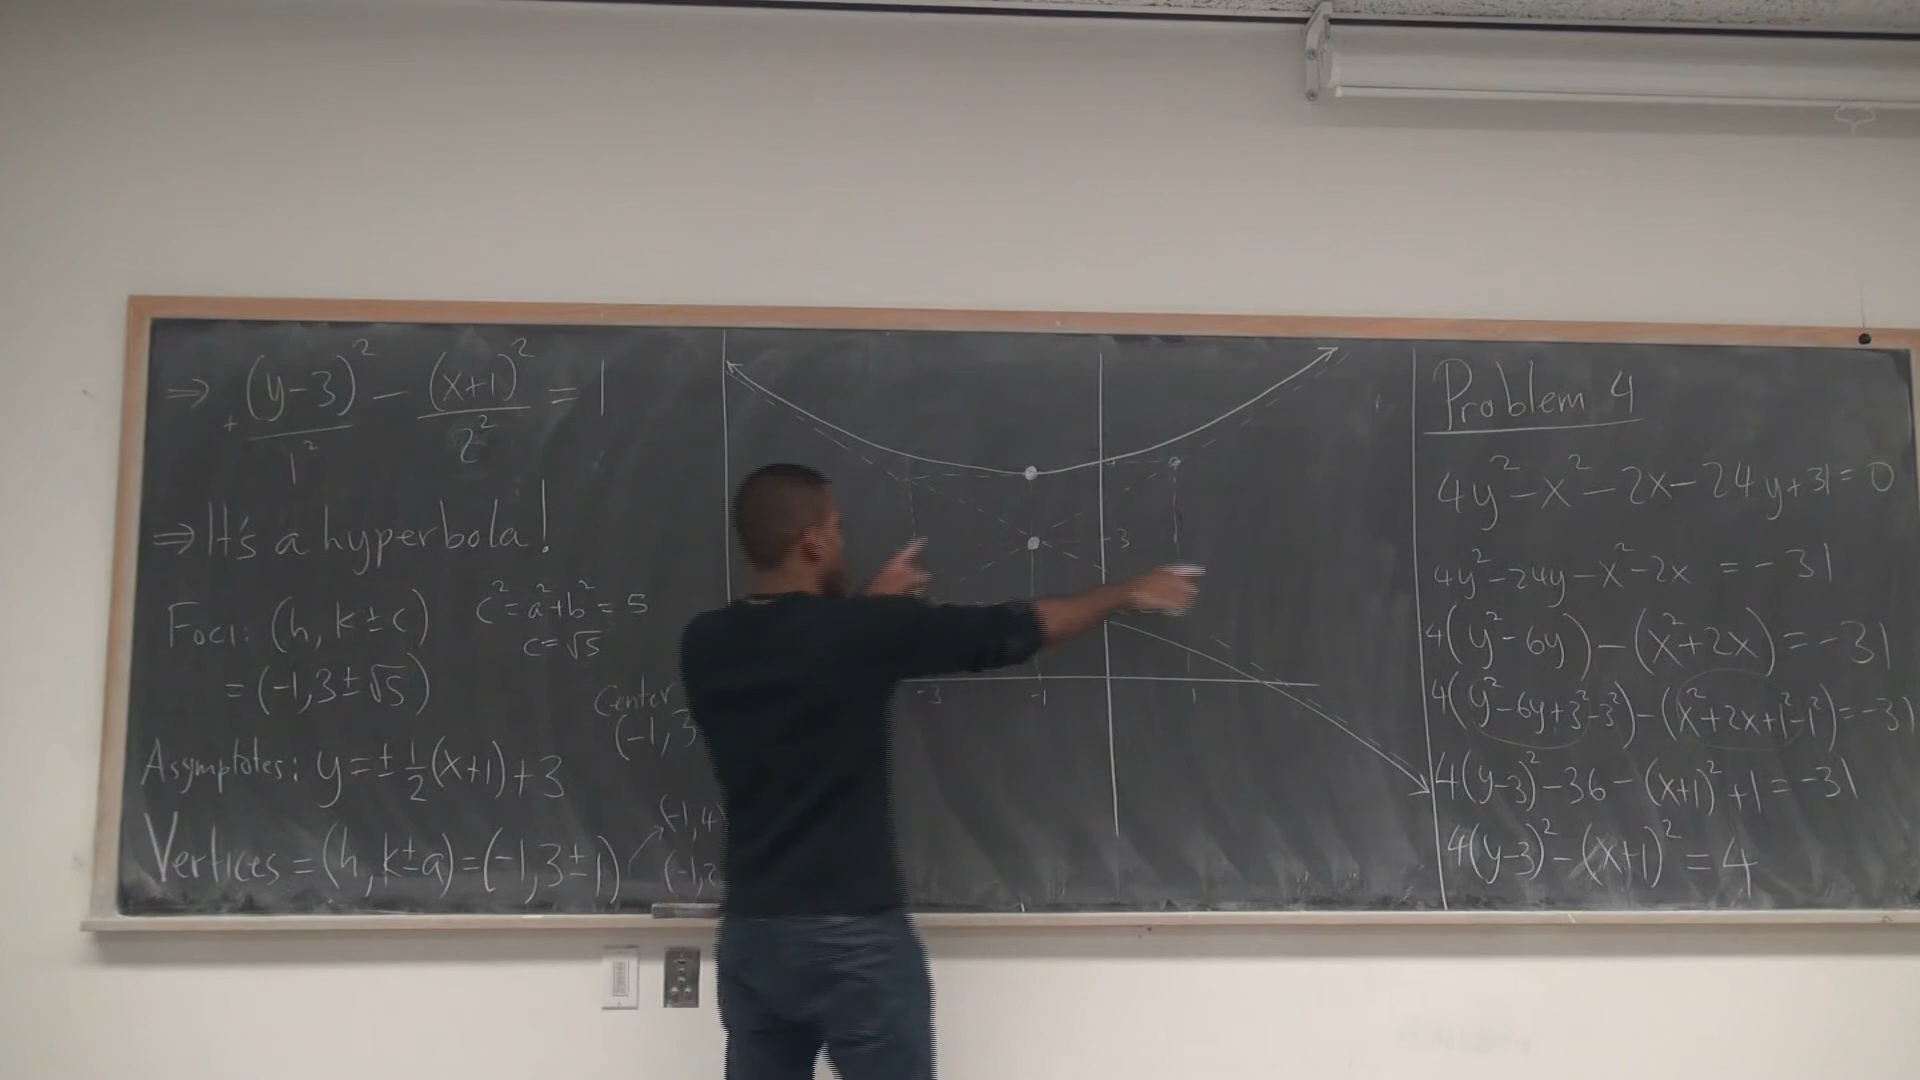 ⇒ +(y-3)²/1² - (x+1)²/2² = 1
⇒ It's a hyperbola!
Foci: (h, k±c)
= (-1, 3±√5)
c² = a² + b² = 5
c = √5
Center
(-1, 3
Asymptotes: y = ± 1/2 (x+1) + 3
Vertices = (h, k±a) = (-1, 3±1)
(-1, 4)
(-1, 2
3
-3
-1
1
Problem 4
4y² - x² - 2x - 24y + 31 = 0
4y² - 24y - x² - 2x = -31
4(y² - 6y) - (x² + 2x) = -31
4(y² - 6y + 3² - 3²) - (x² + 2x + 1² - 1²) = -31
4(y-3)² - 36 - (x+1)² + 1 = -31
4(y-3)² - (x+1)² = 4